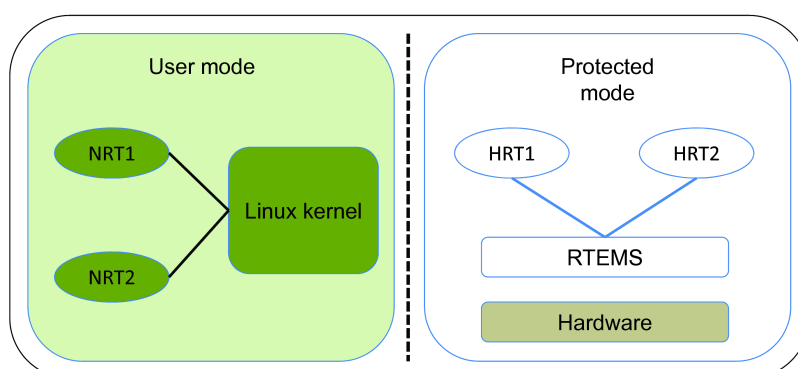 User mode
NRT1
NRT2
Linux kernel
Protected
mode
HRT1
HRT2
RTEMS
Hardware